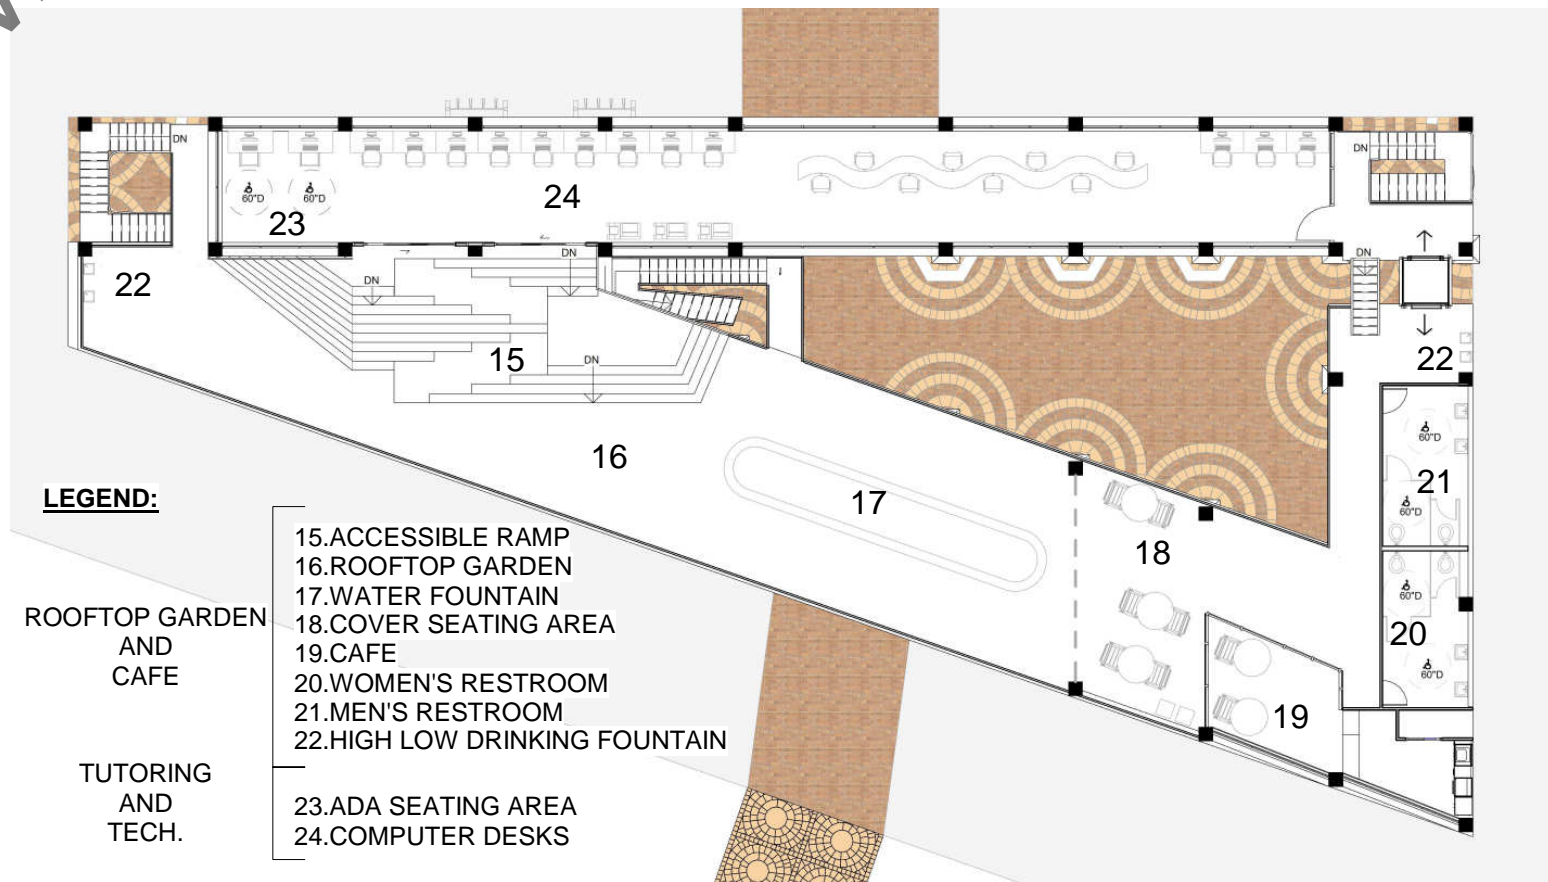 DN
DN
60"D
60"D
23
24
22
DN
DN
DN
DN
15
22
16
17
18
60"D
21
60"D
60"D
20
60"D
19
LEGEND:
ROOFTOP GARDEN
AND
CAFE
15.ACCESSIBLE RAMP
16.ROOFTOP GARDEN
17.WATER FOUNTAIN
18.COVER SEATING AREA
19.CAFE
20.WOMEN'S RESTROOM
21.MEN'S RESTROOM
22.HIGH LOW DRINKING FOUNTAIN
TUTORING
AND
TECH.
23.ADA SEATING AREA
24.COMPUTER DESKS